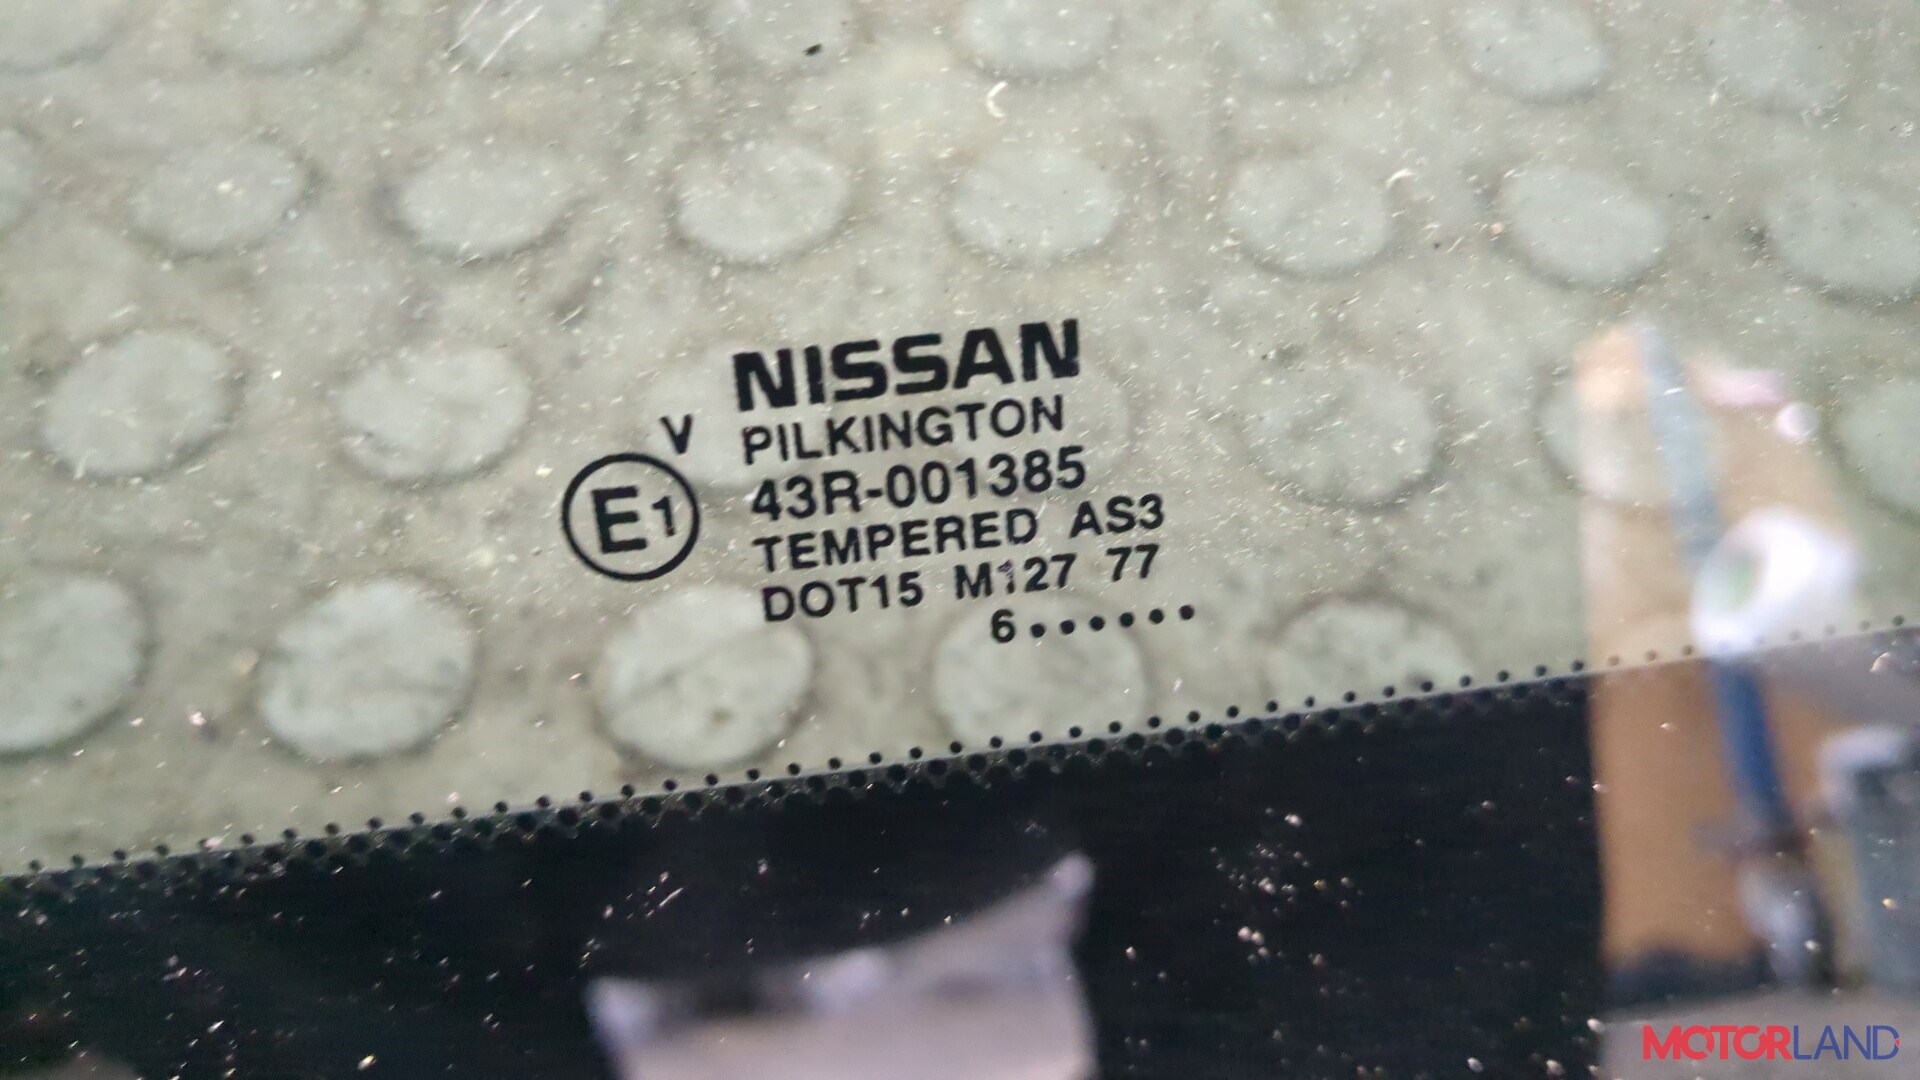 NISSAN
V PILKINGTON
E1 43R-001385
TEMPERED AS3
DOT15 M127 77
6••••••
MOTORLAND